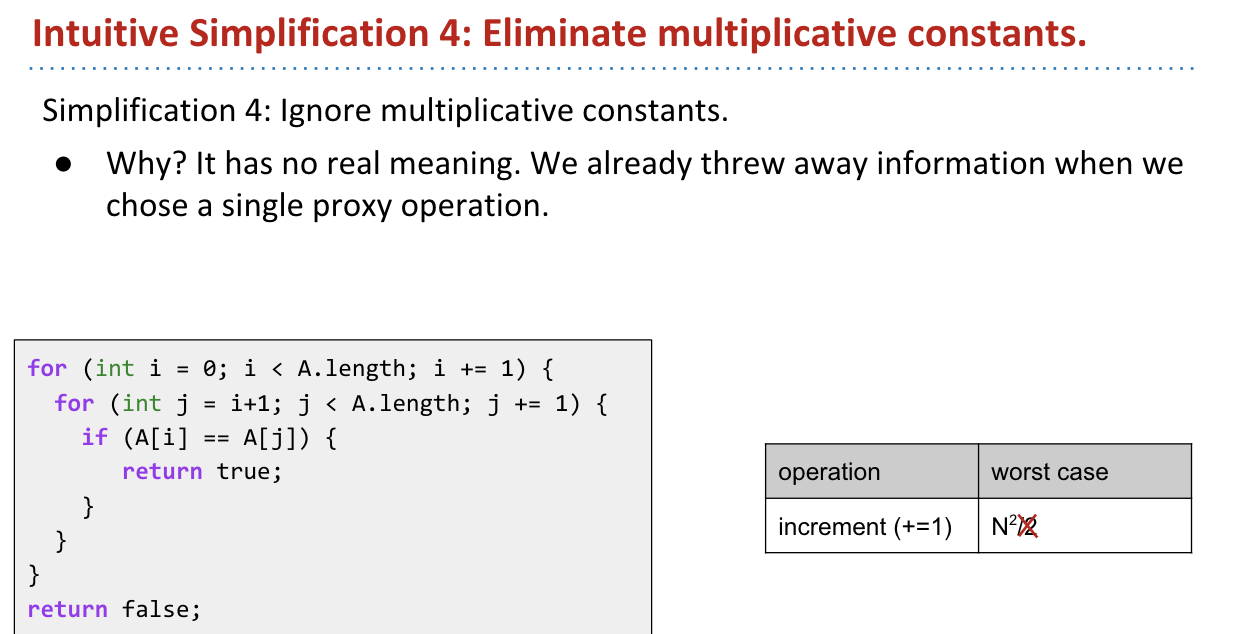 Intuitive Simplification 4: Eliminate multiplicative constants.
Simplification 4: Ignore multiplicative constants.
● Why? It has no real meaning. We already threw away information when we
chose a single proxy operation.
for (int i = 0; i < A.length; i += 1) {
  for (int j = i+1; j < A.length; j += 1) {
    if (A[i] == A[j]) {
       return true;
    }
  }
}
return false;
operation worst case
increment (+=1) N²/2